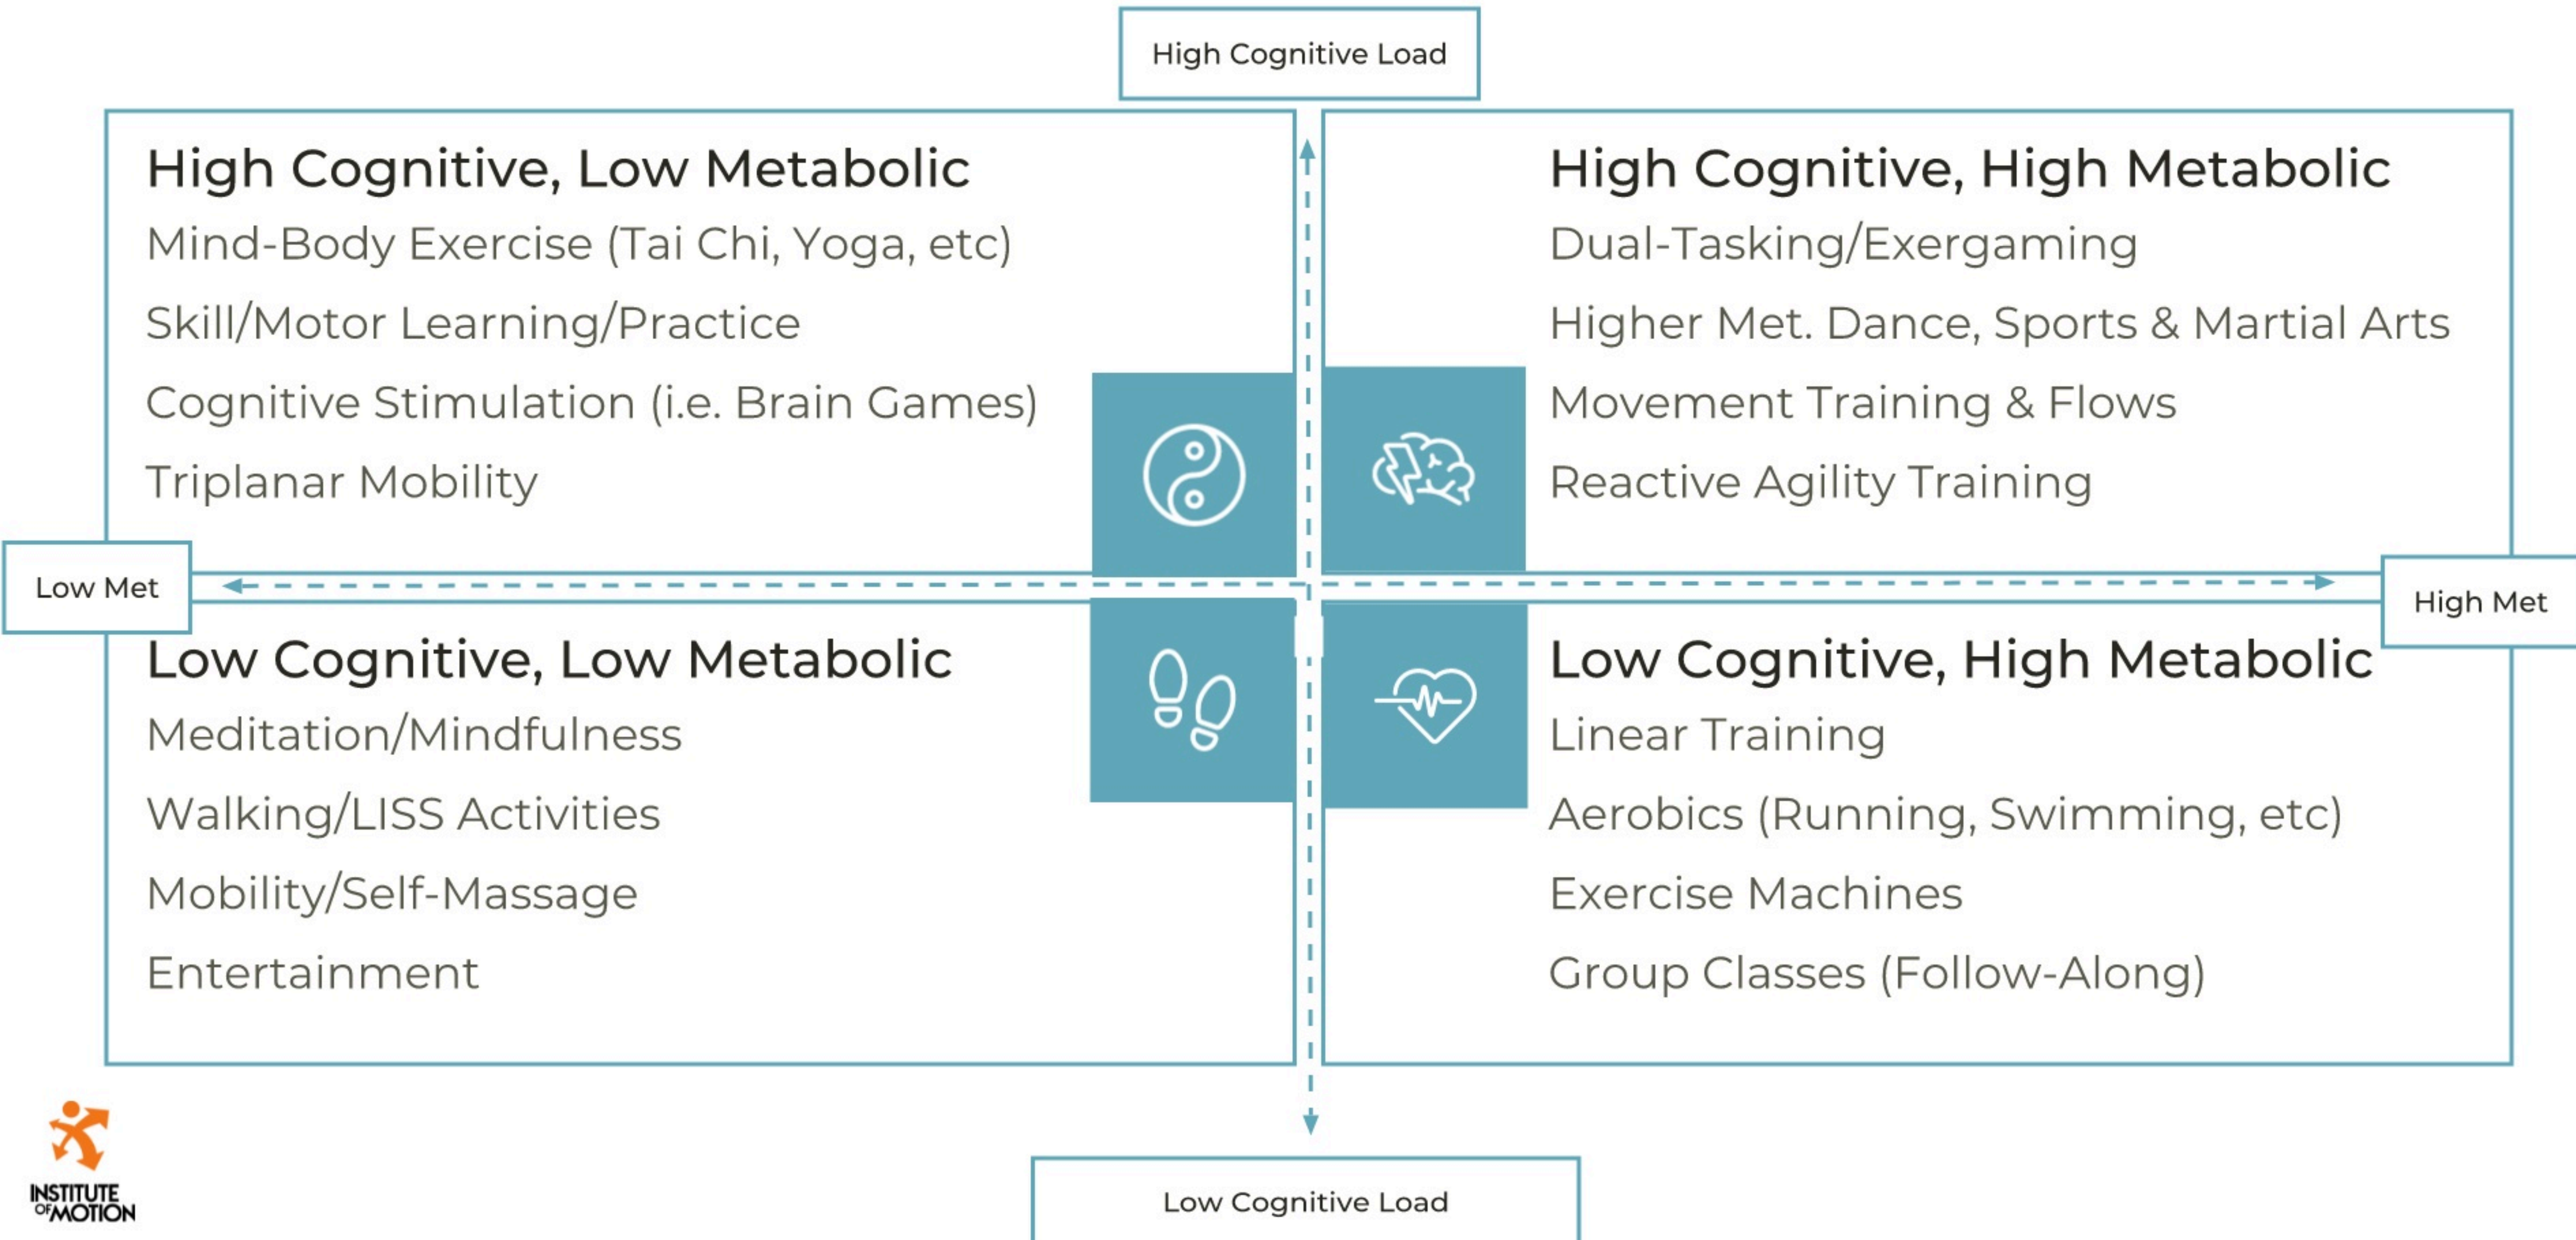 High Cognitive Load
High Cognitive, Low Metabolic
Mind-Body Exercise (Tai Chi, Yoga, etc)
Skill/Motor Learning/Practice
Cognitive Stimulation (i.e. Brain Games)
Triplanar Mobility
High Cognitive, High Metabolic
Dual-Tasking/Exergaming
Higher Met. Dance, Sports & Martial Arts
Movement Training & Flows
Reactive Agility Training
Low Met
High Met
Low Cognitive, Low Metabolic
Meditation/Mindfulness
Walking/LISS Activities
Mobility/Self-Massage
Entertainment
Low Cognitive, High Metabolic
Linear Training
Aerobics (Running, Swimming, etc)
Exercise Machines
Group Classes (Follow-Along)
Low Cognitive Load
INSTITUTE
OF MOTION